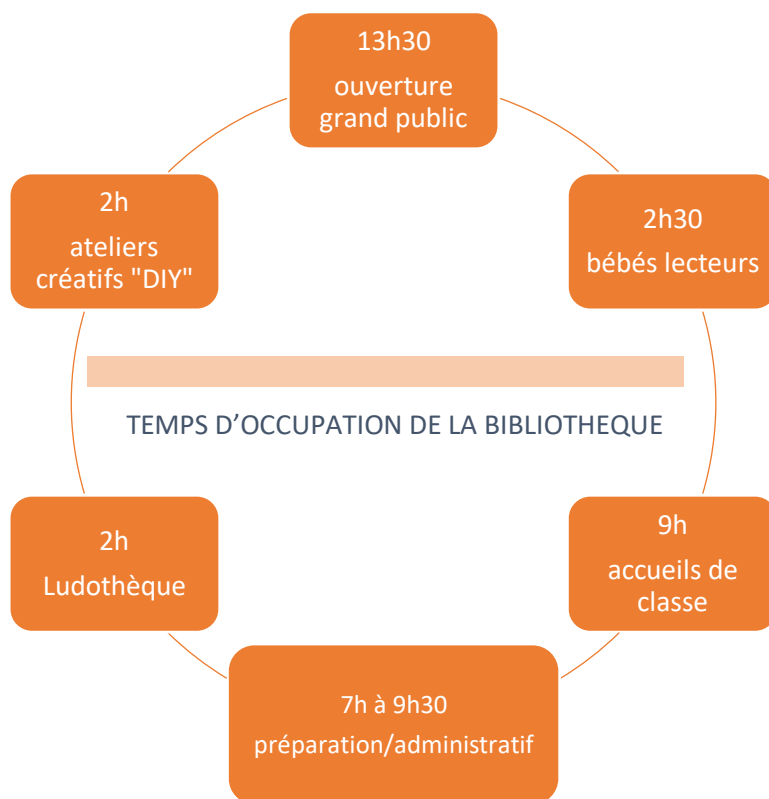 13h30
ouverture
grand public
2h
ateliers
créatifs "DIY"
2h30
bébés lecteurs
TEMPS D’OCCUPATION DE LA BIBLIOTHEQUE
2h
Ludothèque
9h
accueils de
classe
7h à 9h30
préparation/administratif